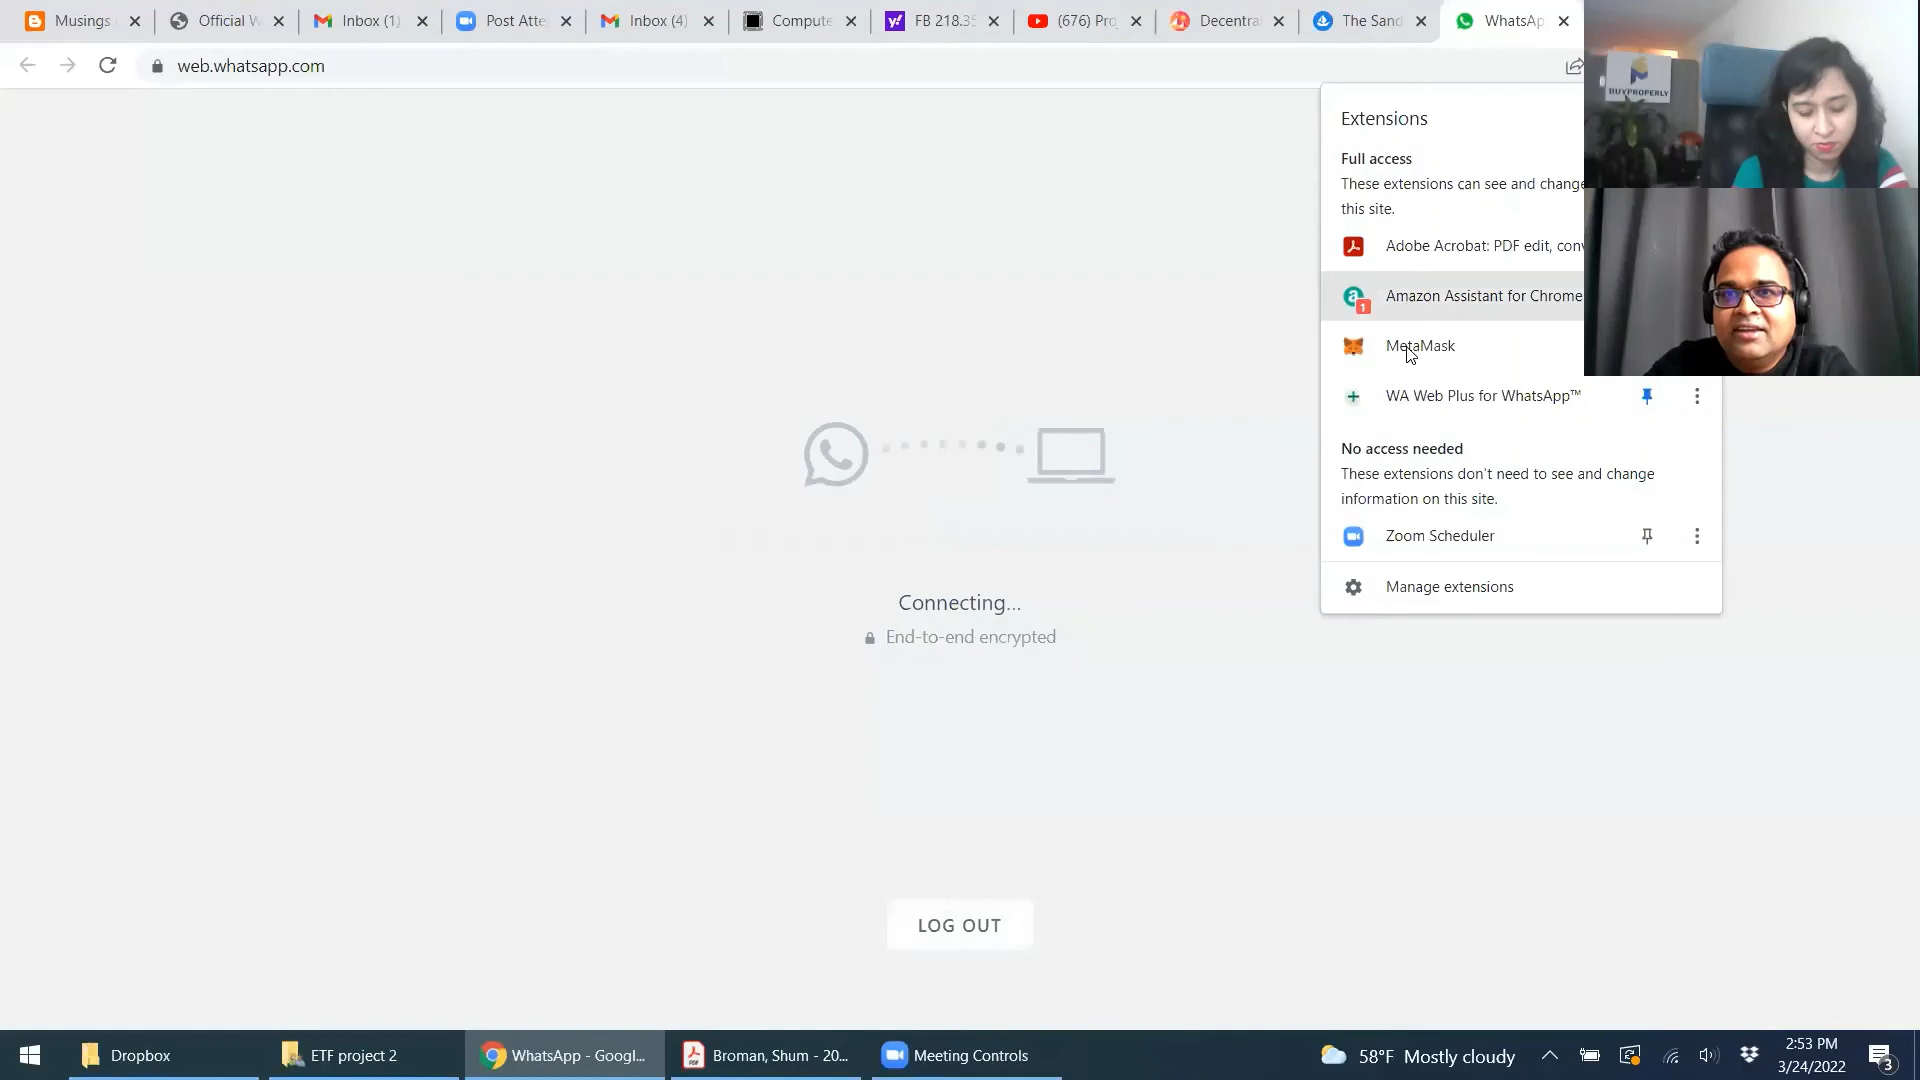 Musings
Official W
Inbox (1)
Post Atte
Inbox (4)
Compute
FB 218.35
(676) Pro
Decentra
The Sand
WhatsAp
web.whatsapp.com
BUYPROPERLY
Extensions
Full access
These extensions can see and change
this site.
Adobe Acrobat: PDF edit, conv
Amazon Assistant for Chrome
1
MetaMask
WA Web Plus for WhatsApp™
No access needed
These extensions don't need to see and change
information on this site.
Zoom Scheduler
Manage extensions
Connecting...
End-to-end encrypted
LOG OUT
Dropbox
ETF project 2
WhatsApp - Googl...
Broman, Shum - 20...
Meeting Controls
58°F Mostly cloudy
2:53 PM
3/24/2022
3